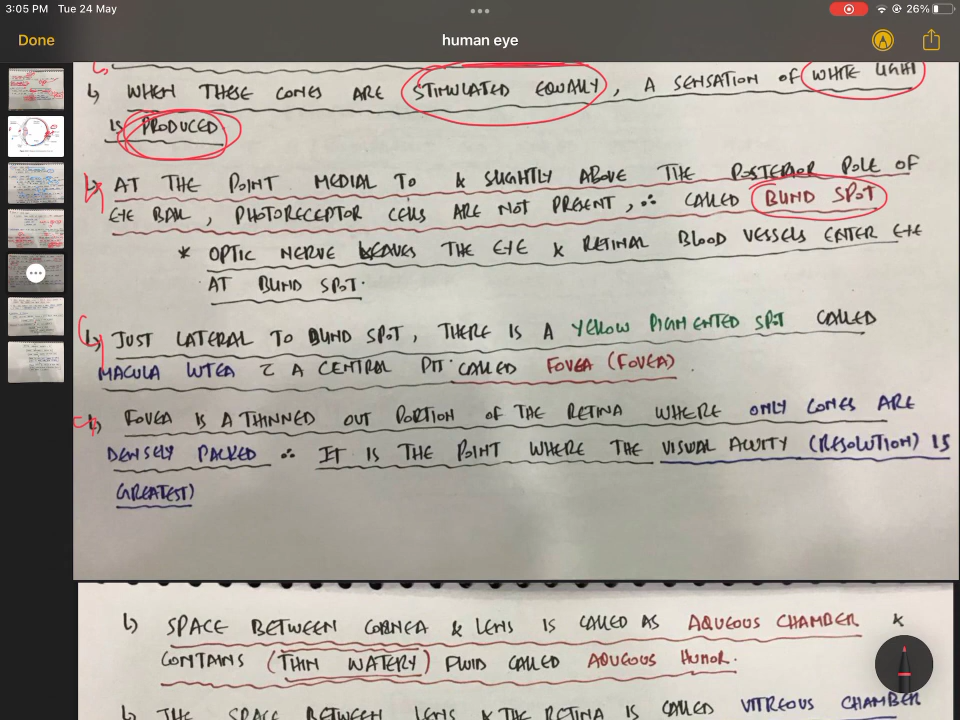 3:05 PM Tue 24 May
26%
Done
human eye
↳ WHEN THESE CONES ARE STIMULATED EQUALLY, A SENSATION OF WHITE LIGHT
IS PRODUCED.
↳ AT THE POINT MEDIAL TO & SLIGHTLY ABOVE THE POSTERIOR POLE OF
EYE BALL, PHOTORECEPTOR CELLS ARE NOT PRESENT, ∴ CALLED BLIND SPOT
* OPTIC NERVE LEAVES THE EYE & RETINAL BLOOD VESSELS ENTER EYE
AT BLIND SPOT.
↳ JUST LATERAL TO BLIND SPOT, THERE IS A YELLOW PIGMENTED SPOT CALLED
MACULA LUTEA C̄ A CENTRAL PIT CALLED FOVEA (FOVEA)
↳ FOVEA IS A THINNED OUT PORTION OF THE RETINA WHERE ONLY CONES ARE
DENSELY PACKED ∴ IT IS THE POINT WHERE THE VISUAL ACUITY (RESOLUTION) IS
GREATEST)
↳ SPACE BETWEEN CORNEA & LENS IS CALLED AS AQUEOUS CHAMBER &
CONTAINS (THIN WATERY) FLUID CALLED AQUEOUS HUMOR.
↳ THE SPACE BETWEEN LENS & THE RETINA IS CALLED VITREOUS CHAMBER